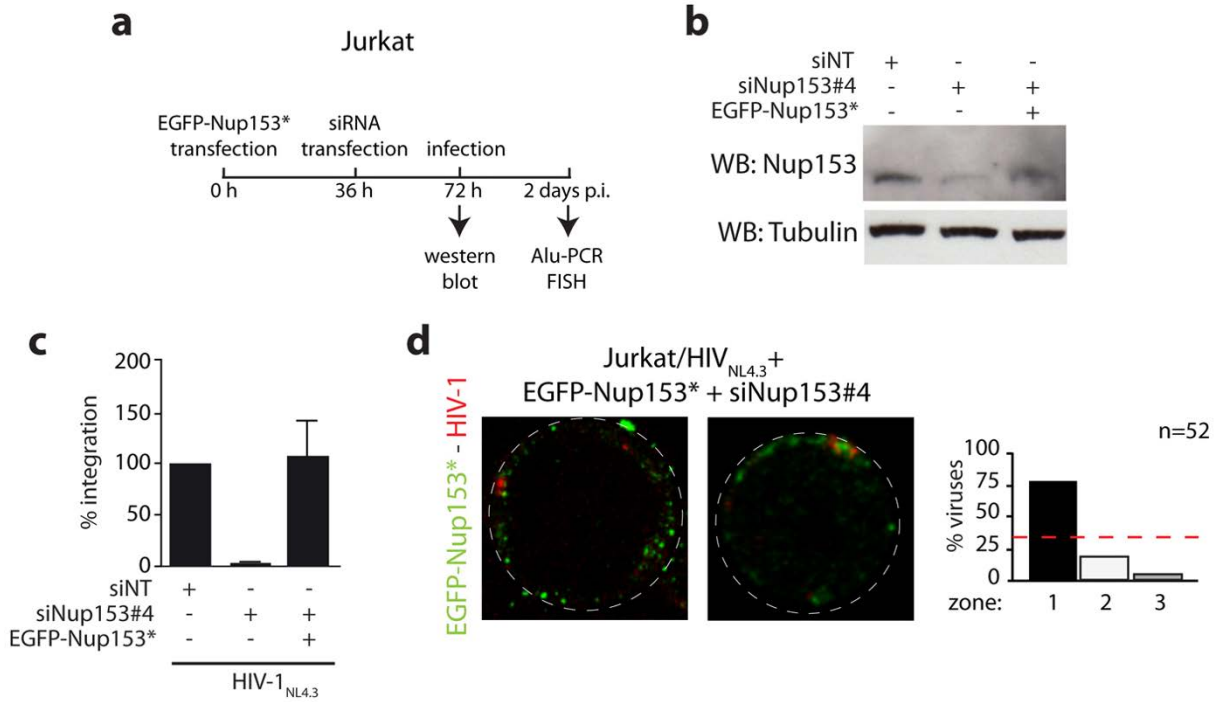 a
Jurkat
EGFP-Nup153* siRNA
transfection transfection infection
0 h 36 h 72 h 2 days p.i.
western Alu-PCR
blot FISH
b
siNT + - -
siNup153#4 - + +
EGFP-Nup153* - - +
WB: Nup153
WB: Tubulin
c
200
150
100
50
0
% integration
siNT + - -
siNup153#4 - + +
EGFP-Nup153* - - +
HIV-1NL4.3
d
Jurkat/HIVNL4.3+
EGFP-Nup153* + siNup153#4
EGFP-Nup153* - HIV-1
n=52
100
75
50
25
0
% viruses
zone: 1 2 3